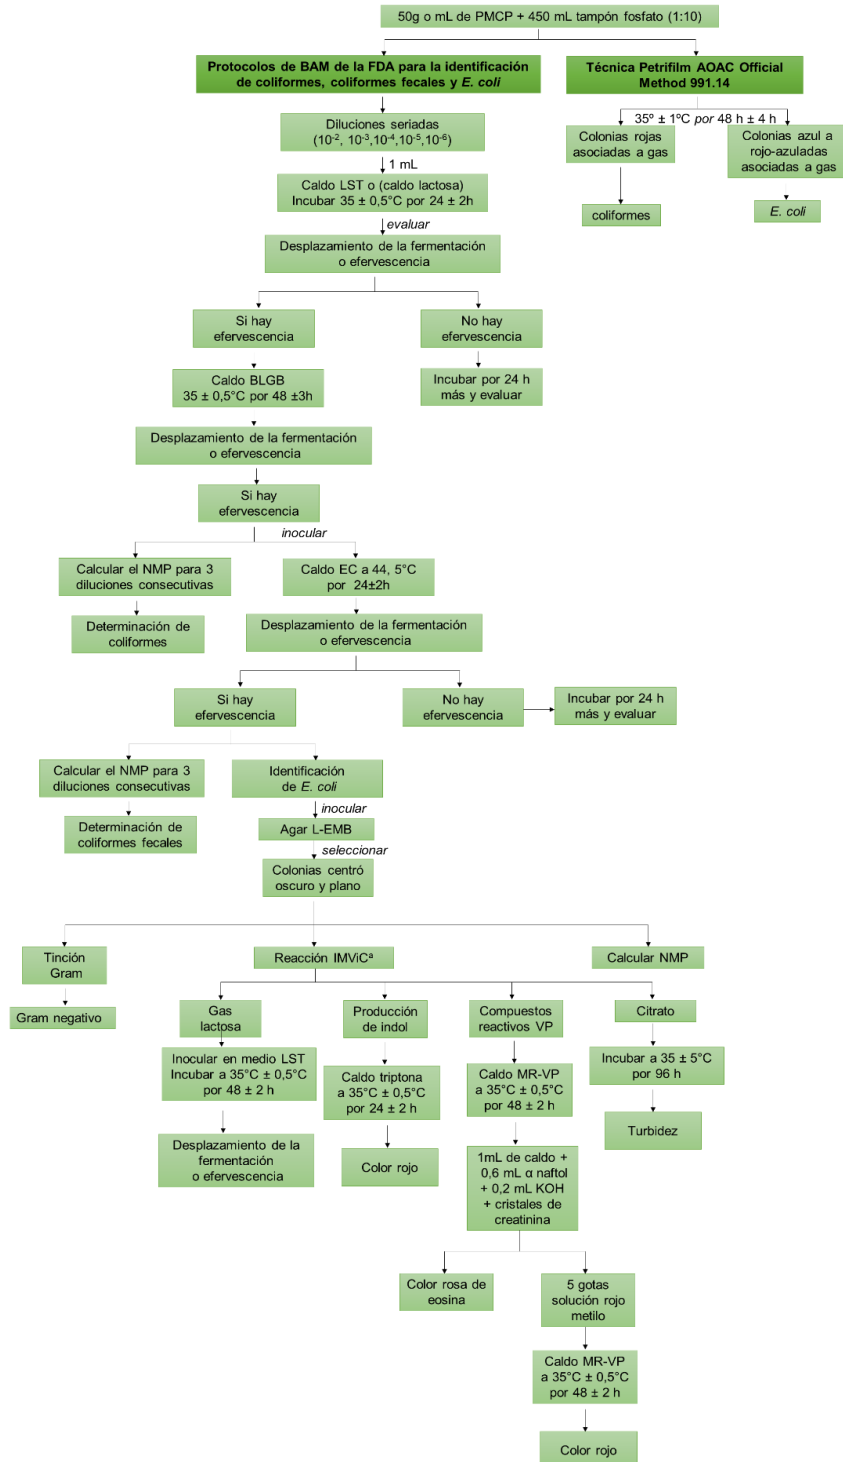 50g o mL de PMCP + 450 mL tampón fosfato (1:10)
Protocolos de BAM de la FDA para la identificación
de coliformes, coliformes fecales y E. coli
Técnica Petrifilm AOAC Official
Method 991.14
Diluciones seriadas
(10-2, 10-3,10-4,10-5,10-6)
35º ± 1ºC por 48 h ± 4 h
Colonias rojas
asociadas a gas
Colonias azul a
rojo-azuladas
asociadas a gas
1 mL
Caldo LST o (caldo lactosa)
Incubar 35 ± 0,5°C por 24 ± 2h
coliformes
E. coli
evaluar
Desplazamiento de la fermentación
o efervescencia
Si hay
efervescencia
No hay
efervescencia
Caldo BLGB
35 ± 0,5°C por 48 ±3h
Incubar por 24 h
más y evaluar
Desplazamiento de la fermentación
o efervescencia
Si hay
efervescencia
inocular
Calcular el NMP para 3
diluciones consecutivas
Caldo EC a 44, 5°C
por 24±2h
Determinación de
coliformes
Desplazamiento de la fermentación
o efervescencia
Si hay
efervescencia
No hay
efervescencia
Incubar por 24 h
más y evaluar
Calcular el NMP para 3
diluciones consecutivas
Identificación
de E. coli
Determinación de
coliformes fecales
inocular
Agar L-EMB
seleccionar
Colonias centró
oscuro y plano
Tinción
Gram
Reacción IMViCª
Calcular NMP
Gram negativo
Gas
lactosa
Producción
de indol
Compuestos
reactivos VP
Citrato
Inocular en medio LST
Incubar a 35°C ± 0,5°C
por 48 ± 2 h
Caldo triptona
a 35°C ± 0,5°C
por 24 ± 2 h
Caldo MR-VP
a 35°C ± 0,5°C
por 48 ± 2 h
Incubar a 35 ± 5°C
por 96 h
Desplazamiento de la
fermentación
o efervescencia
Color rojo
1mL de caldo +
0,6 mL α naftol
+ 0,2 mL KOH
+ cristales de
creatinina
Turbidez
Color rosa de
eosina
5 gotas
solución rojo
metilo
Caldo MR-VP
a 35°C ± 0,5°C
por 48 ± 2 h
Color rojo